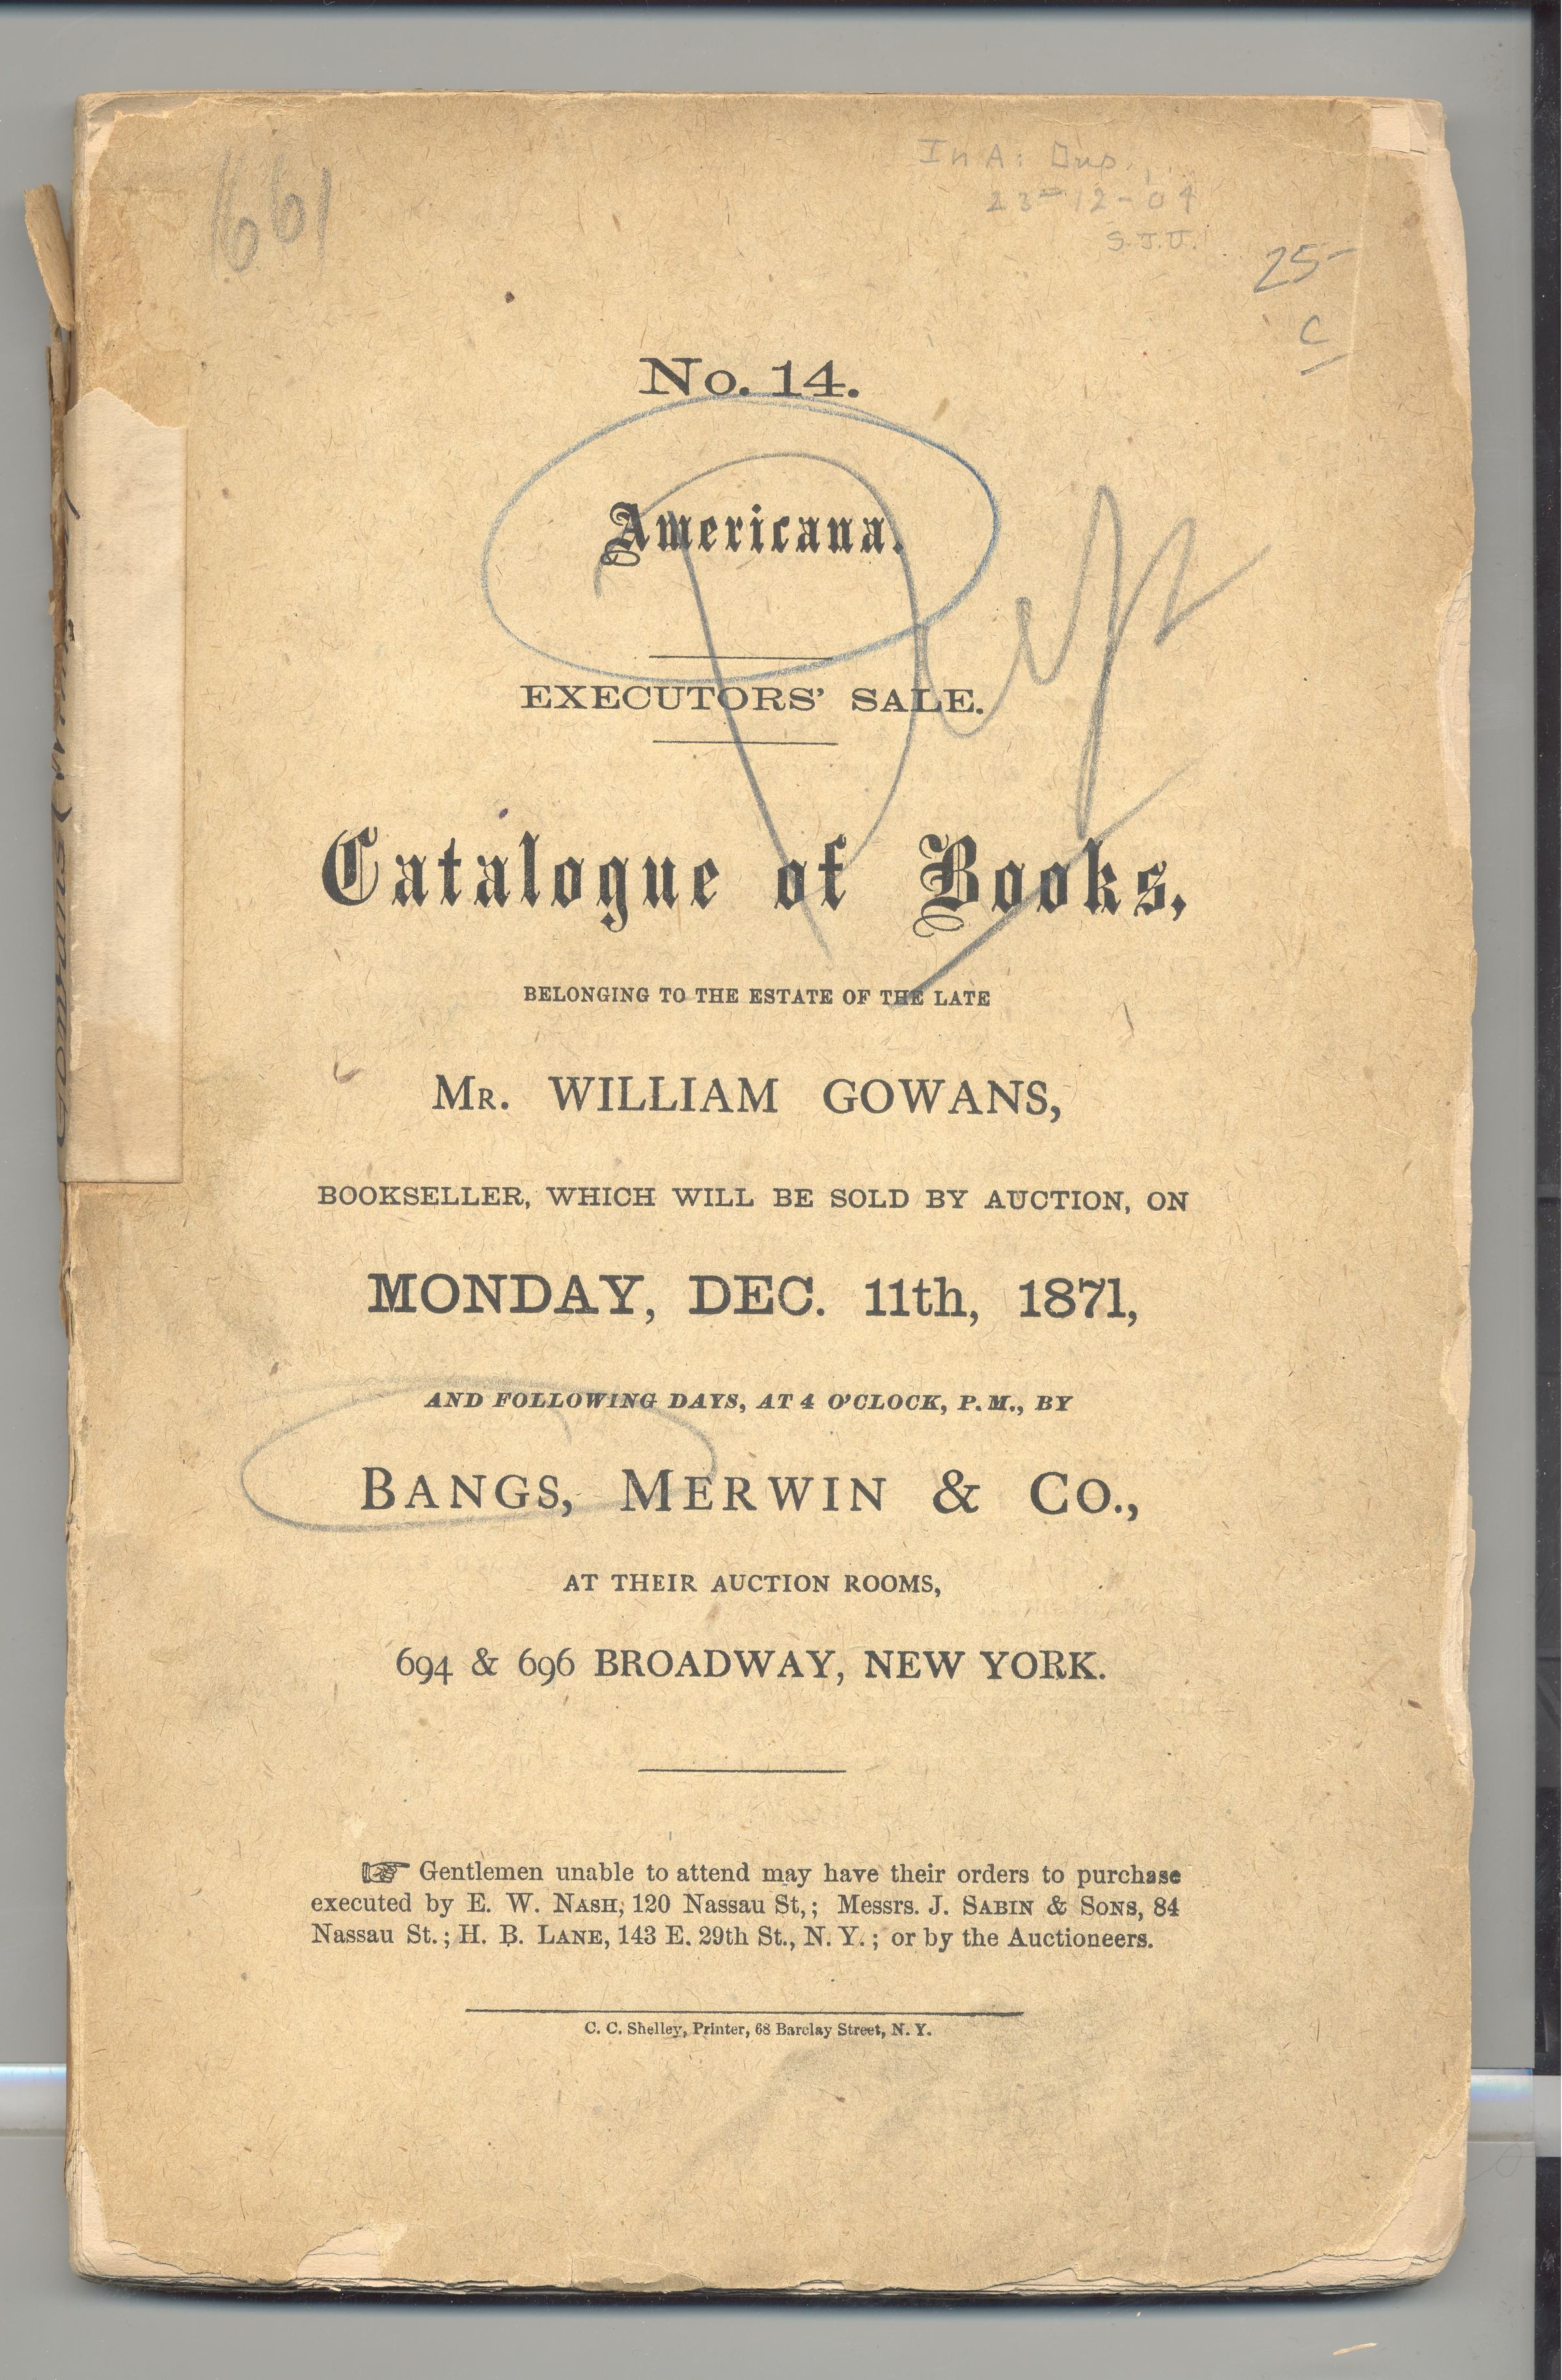 1661
In A: Dup.
23 = 12 - 04
S.J.U.
25-
C
No. 14.
Americana.
Dup
EXECUTORS' SALE.
Catalogue of Books,
BELONGING TO THE ESTATE OF THE LATE
MR. WILLIAM GOWANS,
BOOKSELLER, WHICH WILL BE SOLD BY AUCTION, ON
MONDAY, DEC. 11th, 1871,
AND FOLLOWING DAYS, AT 4 O'CLOCK, P. M., BY
BANGS, MERWIN & CO.,
AT THEIR AUCTION ROOMS,
694 & 696 BROADWAY, NEW YORK.
☞ Gentlemen unable to attend may have their orders to purchase
executed by E. W. NASH, 120 Nassau St,; Messrs. J. SABIN & SONS, 84
Nassau St.; H. B. LANE, 143 E. 29th St., N. Y.; or by the Auctioneers.
C. C. Shelley, Printer, 68 Barclay Street, N. Y.